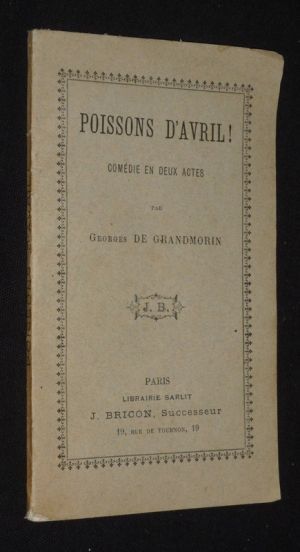 POISSONS D'AVRIL!
COMÉDIE EN DEUX ACTES
PAR
GEORGES DE GRANDMORIN
J. B.
PARIS
LIBRAIRIE SARLIT
J. BRICON, Successeur
19, RUE DE TOURNON, 19